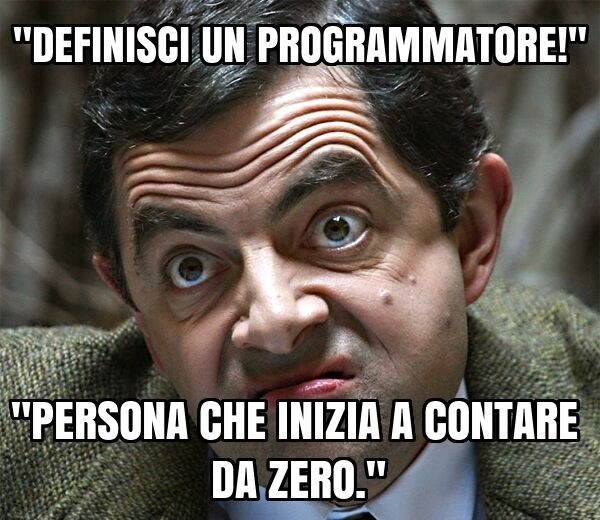 "DEFINISCI UN PROGRAMMATORE!"
"PERSONA CHE INIZIA A CONTARE
DA ZERO."